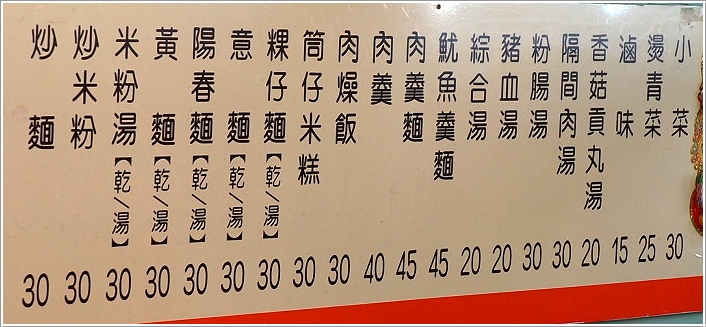 小菜 30
燙青菜 25
滷味 15
香菇貢丸湯 20
隔間肉湯 30
粉腸湯 30
豬血湯 20
綜合湯 20
魷魚羹麵 45
肉羹麵 45
肉羹 40
肉燥飯 30
筒仔米糕 30
粿仔麵【乾/湯】 30
意麵【乾/湯】 30
陽春麵【乾/湯】 30
黃麵【乾/湯】 30
米粉湯【乾/湯】 30
炒米粉 30
炒麵 30